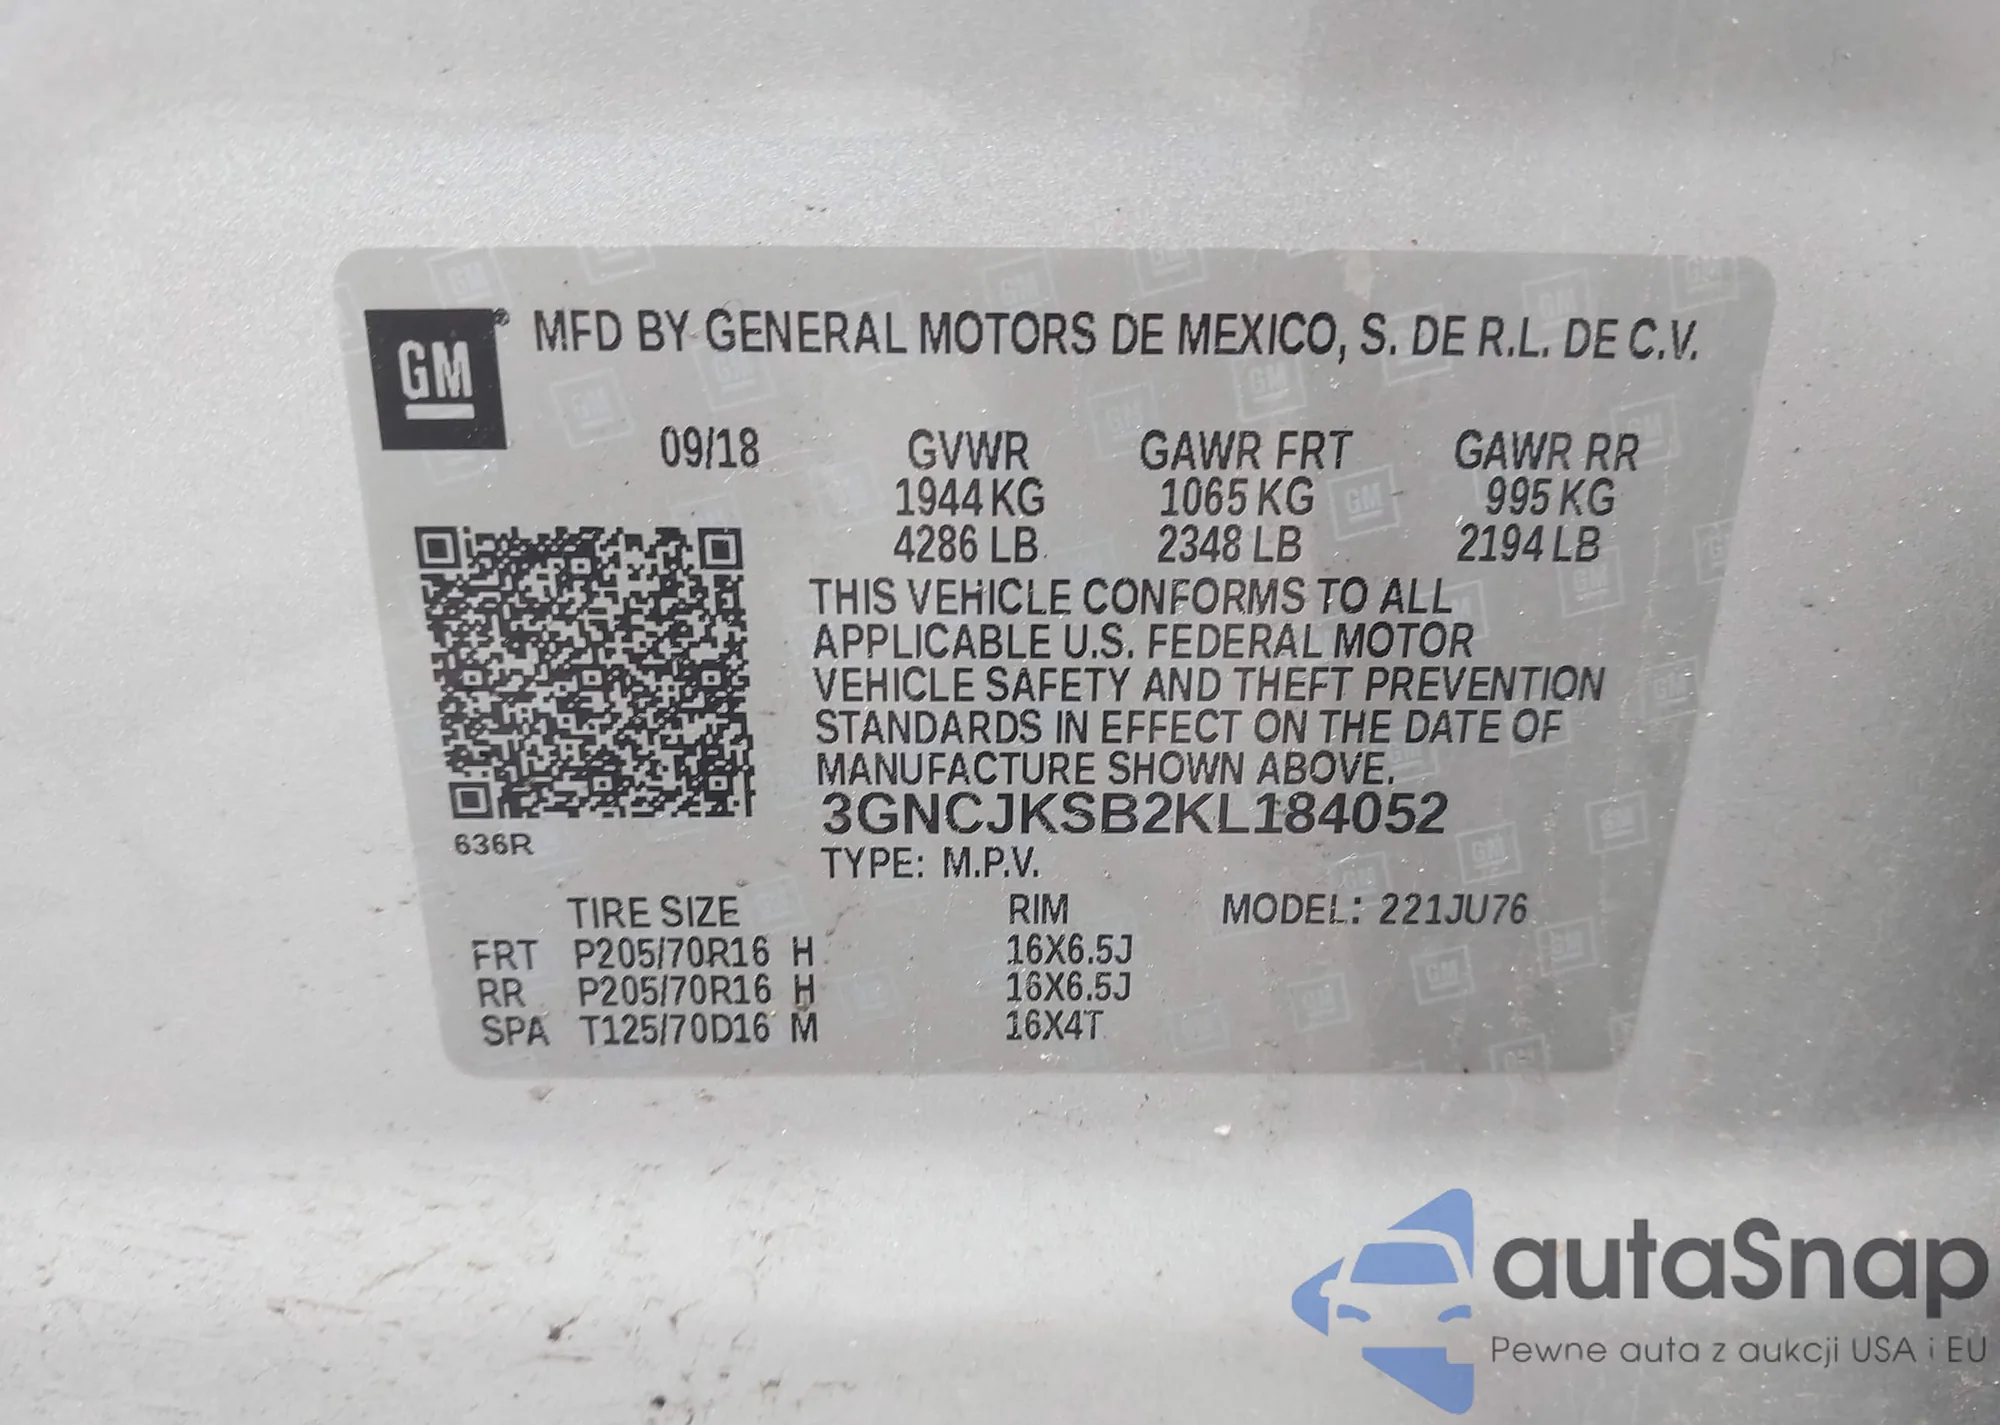 GM
® MFD BY GENERAL MOTORS DE MEXICO, S. DE R.L. DE C.V.
09/18 GVWR GAWR FRT GAWR RR
1944 KG 1065 KG 995 KG
4286 LB 2348 LB 2194 LB
THIS VEHICLE CONFORMS TO ALL
APPLICABLE U.S. FEDERAL MOTOR
VEHICLE SAFETY AND THEFT PREVENTION
STANDARDS IN EFFECT ON THE DATE OF
MANUFACTURE SHOWN ABOVE.
3GNCJKSB2KL184052
636R
TYPE: M.P.V.
TIRE SIZE RIM MODEL: 221JU76
FRT P205/70R16 H 16X6.5J
RR P205/70R16 H 16X6.5J
SPA T125/70D16 M 16X4T
autaSnap
Pewne auta z aukcji USA i EU